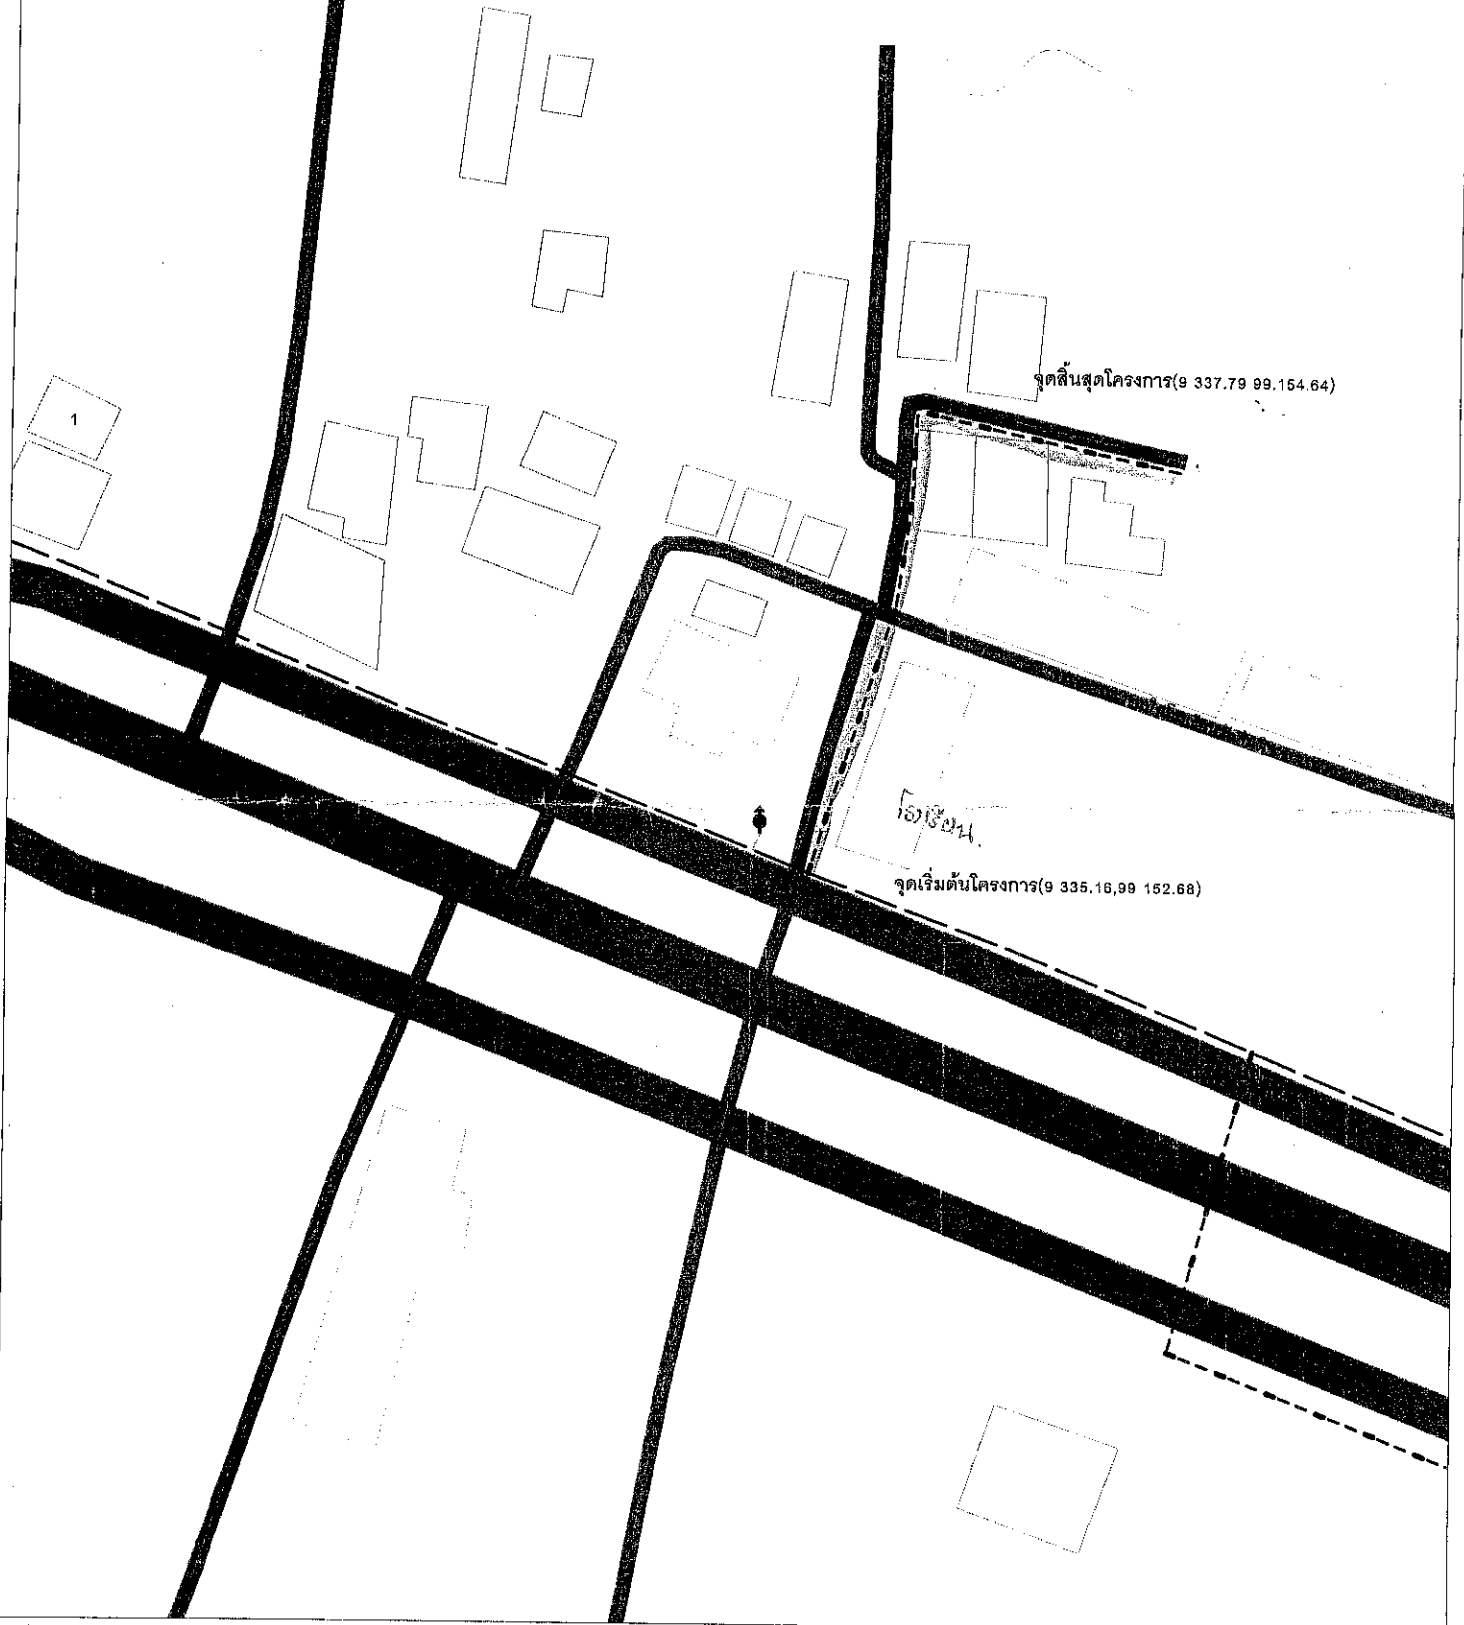 จุดสิ้นสุดโครงการ(9 337.79 99.154.64)
1
โรงเรียน.
จุดเริ่มต้นโครงการ(9 335.16,99 152.68)